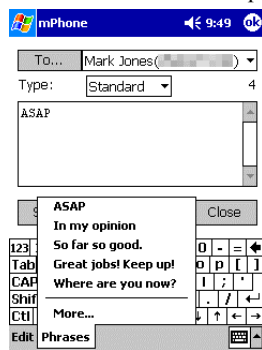 mPhone 9:49 ok
To... Mark Jones( )
Type: Standard 4
ASAP
ASAP
In my opinion
So far so good.
Great jobs! Keep up!
Where are you now?
More...
Close
123 0 - =
Tab o p [ ]
CAP l ; '
Shif . /
Ctl
Edit Phrases